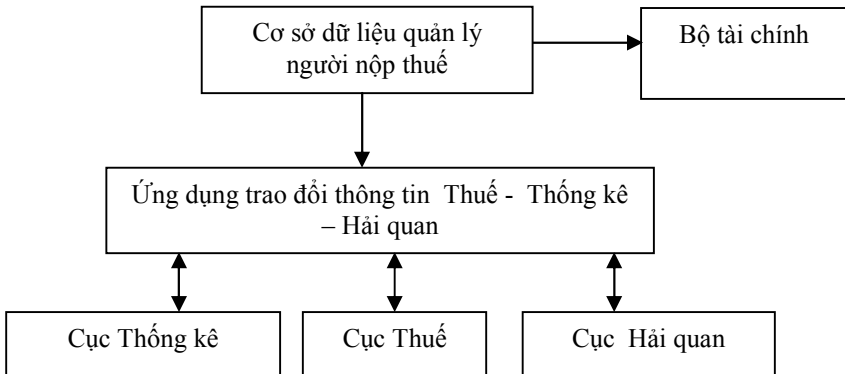 Cơ sở dữ liệu quản lý
người nộp thuế
Bộ tài chính
Ứng dụng trao đổi thông tin Thuế - Thống kê
– Hải quan
Cục Thống kê
Cục Thuế
Cục Hải quan